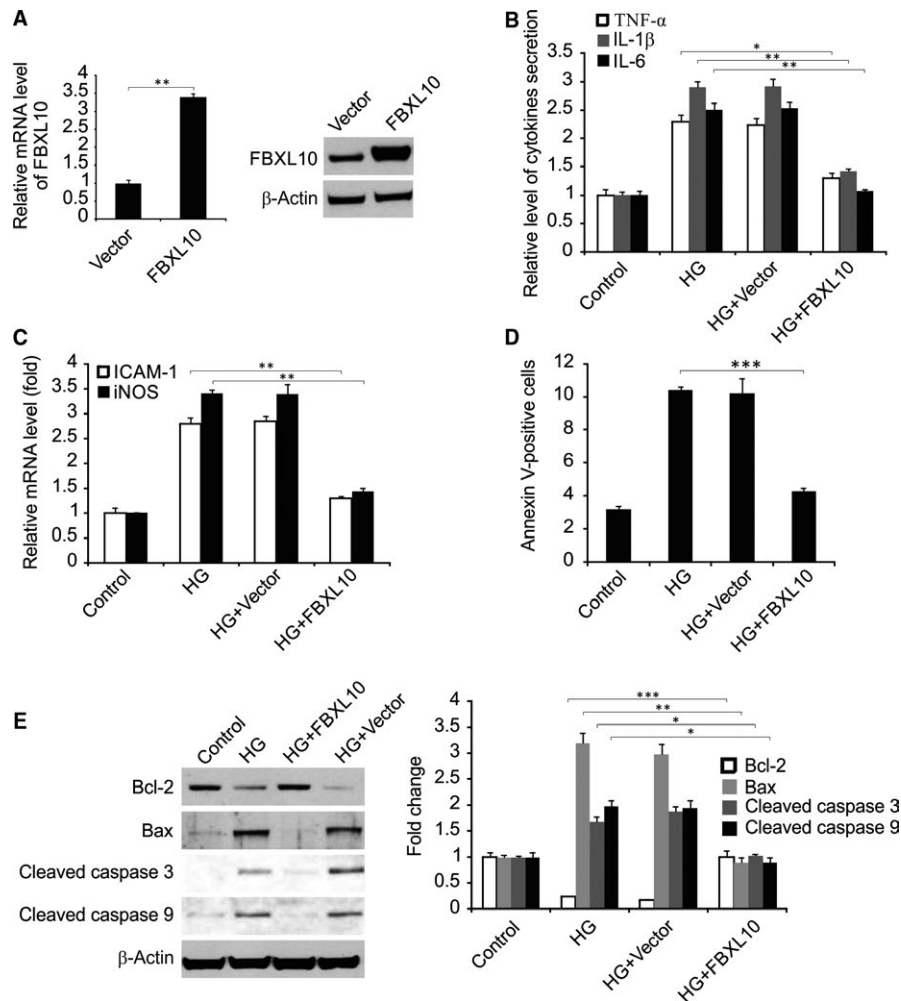 A
Relative mRNA level
of FBXL10
4
3.5
3
2.5
2
1.5
1
0.5
0
**
Vector
FBXL10
Vector
FBXL10
FBXL10
β-Actin
B
TNF-α
IL-1β
IL-6
Relative level of cytokines secretion
3.5
3
2.5
2
1.5
1
0.5
0
*
**
**
Control
HG
HG+Vector
HG+FBXL10
C
ICAM-1
iNOS
Relative mRNA level (fold)
4
3.5
3
2.5
2
1.5
1
0.5
0
**
**
Control
HG
HG+Vector
HG+FBXL10
D
Annexin V-positive cells
12
10
8
6
4
2
0
***
Control
HG
HG+Vector
HG+FBXL10
E
Control
HG
HG+FBXL10
HG+Vector
Bcl-2
Bax
Cleaved caspase 3
Cleaved caspase 9
β-Actin
Fold change
4
3.5
3
2.5
2
1.5
1
0.5
0
***
**
*
*
Bcl-2
Bax
Cleaved caspase 3
Cleaved caspase 9
Control
HG
HG+Vector
HG+FBXL10